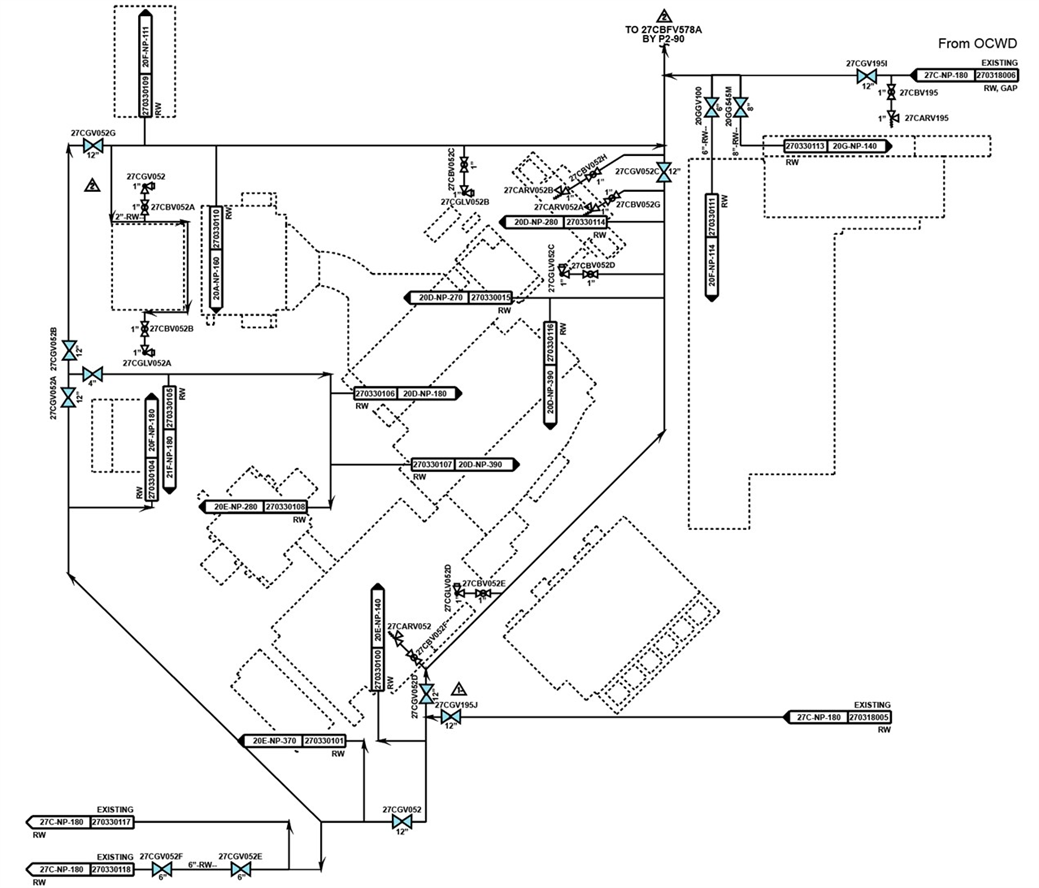 2
TO 27CBFV578A
BY P2-90
From OCWD
EXISTING
27C-NP-180 270318006
RW, GAP
27CGV195I
12"
1" 27CBV195
1" 27CARV195
20F-NP-111
270330109
RW
20GGV100
6"
6"-RW--
20GG545M
8"
8"-RW--
270330113 20G-NP-140
RW
270330111
20F-NP-114
RW
27CGV052G
12"
2
27CGV052
1"
1" 27CBV052A
2"-RW
RW
270330110
20A-NP-160
27CBV052C
1"
27CGLV052B
27CBV052H
1"
27CARV052B
27CGV052C
12"
27CARV052A
1"
27CBV052G
20D-NP-280 270330114
RW
27CGLV052C
1"
27CBV052D
1"
20D-NP-270 270330015
RW
RW
270330116
20D-NP-390
1" 27CBV052B
1"
27CGLV052A
27CGV052B
12"
27CGV052A
12"
4"
20F-NP-180
270330104
RW
270330105
21F-NP-180
RW
270330106 20D-NP-180
RW
270330107 20D-NP-390
RW
20E-NP-280 270330108
RW
27CGLV052D
1"
27CBV052E
1"
20E-NP-140
270330100
RW
27CARV052
27CBV052F
27CGV052D
12"
1
27CGV195J
12"
EXISTING
27C-NP-180 270318005
RW
20E-NP-370 270330101
RW
27CGV052
12"
EXISTING
27C-NP-180 270330117
RW
EXISTING
27C-NP-180 270330118
RW
27CGV052F
6"
6"-RW--
27CGV052E
6"